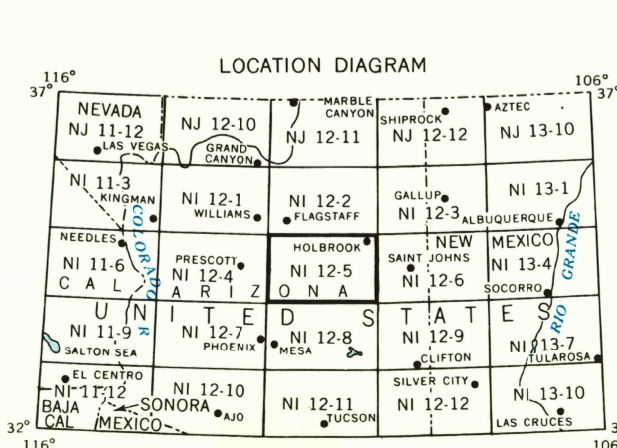 LOCATION DIAGRAM
116°
106°
37°
37°
NEVADA
NJ 11-12
LAS VEGAS
NJ 12-10
GRAND
CANYON
MARBLE
CANYON
NJ 12-11
SHIPROCK
NJ 12-12
AZTEC
NJ 13-10
NI 11-3
KINGMAN
NI 12-1
WILLIAMS
NI 12-2
FLAGSTAFF
GALLUP
NI 12-3
NI 13-1
ALBUQUERQUE
COLORADO R
NEEDLES
NI 11-6
CAL
PRESCOTT
NI 12-4
ARIZONA
HOLBROOK
NI 12-5
SAINT JOHNS
NI 12-6
NEW MEXICO
NI 13-4
SOCORRO
RIO GRANDE
UNITED STATES
NI 11-9
SALTON SEA
NI 12-7
PHOENIX
NI 12-8
MESA
NI 12-9
CLIFTON
NI 13-7
TULAROSA
EL CENTRO
NI 11-12
BAJA
CAL
SONORA
MEXICO
NI 12-10
AJO
NI 12-11
TUCSON
SILVER CITY
NI 12-12
NI 13-10
LAS CRUCES
32°
116°